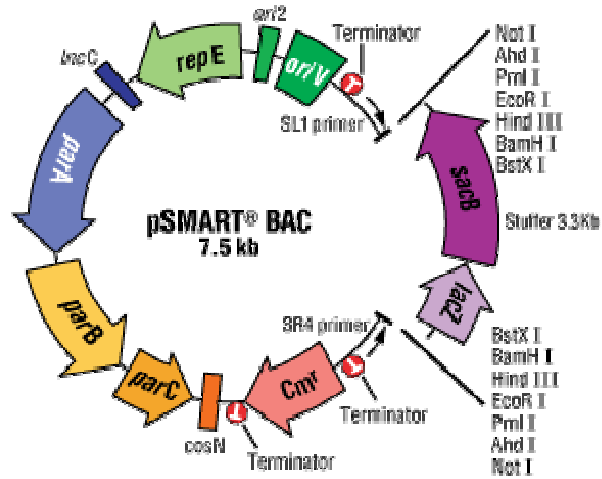 ori2
Terminator
incC
repE
oriV
SL1 primer
Not I
Ahd I
Pml I
EcoR I
Hind III
BamH I
BstX I
parA
sacB
pSMART® BAC
7.5 kb
Stuffer 3.3Kb
lacZ
parB
SR4 primer
BstX I
BamH I
Hind III
EcoR I
Pml I
Ahd I
Not I
parC
Cmʳ
Terminator
cosN
Terminator